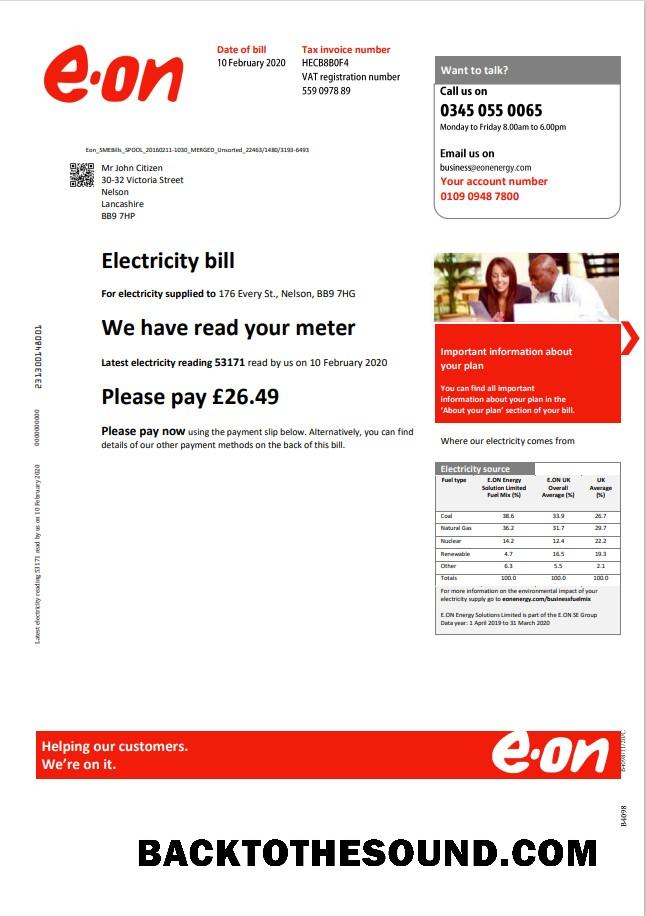 e·on
Date of bill
10 February 2020
Tax invoice number
HECB8B0F4
VAT registration number
559 0978 89
Want to talk?
Call us on
0345 055 0065
Monday to Friday 8.00am to 6.00pm
Email us on
business@eonenergy.com
Your account number
0109 0948 7800
Eon_SMEBills_SPOOL_20160211-1030_MERGED_Unsorted_22463/1480/3193-6493
Mr John Citizen
30-32 Victoria Street
Nelson
Lancashire
BB9 7HP
Electricity bill
For electricity supplied to 176 Every St., Nelson, BB9 7HG
We have read your meter
Latest electricity reading 53171 read by us on 10 February 2020
Please pay £26.49
Please pay now using the payment slip below. Alternatively, you can find
details of our other payment methods on the back of this bill.
Important information about
your plan
You can find all important
information about your plan in the
'About your plan' section of your bill.
Where our electricity comes from
Electricity source
Fuel type E.ON Energy Solution Limited Fuel Mix (%) E.ON UK Overall Average (%) UK Average (%)
Coal 38.6 33.9 26.7
Natural Gas 36.2 31.7 29.7
Nuclear 14.2 12.4 22.2
Renewable 4.7 16.5 19.3
Other 6.3 5.5 2.1
Totals 100.0 100.0 100.0
For more information on the environmental impact of your
electricity supply go to eonenergy.com/businessfuelmix
E.ON Energy Solutions Limited is part of the E.ON SE Group
Data year: 1 April 2019 to 31 March 2020
Latest electricity reading 53171 read by us on 10 February 2020 0000000000 231300148001
Helping our customers.
We're on it.
e·on
B4098
BACKTOTHESOUND.COM